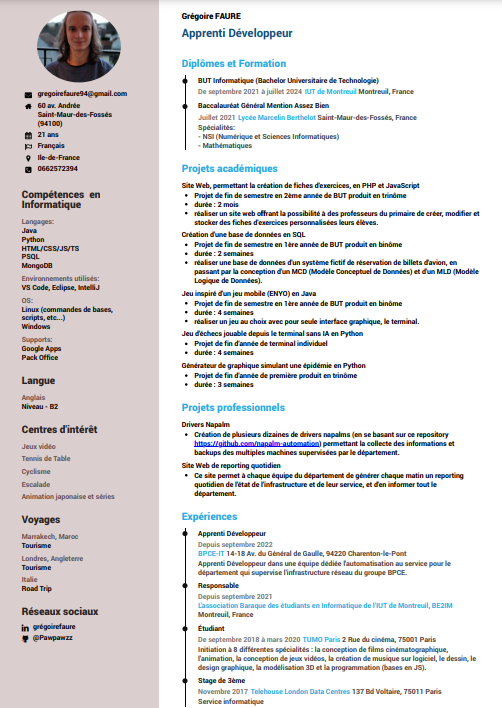 gregoirefaure94@gmail.com
60 av. Andrée
Saint-Maur-des-Fossés
(94100)
21 ans
Français
Ile-de-France
0662572394
Compétences en
Informatique
Langages:
Java
Python
HTML/CSS/JS/TS
PSQL
MongoDB
Environnements utilisés:
VS Code, Eclipse, IntelliJ
OS:
Linux (commandes de bases,
scripts, etc...)
Windows
Supports:
Google Apps
Pack Office
Langue
Anglais
Niveau - B2
Centres d'intérêt
Jeux vidéo
Tennis de Table
Cyclisme
Escalade
Animation japonaise et séries
Voyages
Marrakech, Maroc
Tourisme
Londres, Angleterre
Tourisme
Italie
Road Trip
Réseaux sociaux
grégoirefaure
@Pawpawzz
Grégoire FAURE
Apprenti Développeur
Diplômes et Formation
BUT Informatique (Bachelor Universitaire de Technologie)
De septembre 2021 à juillet 2024 IUT de Montreuil Montreuil, France
Baccalauréat Général Mention Assez Bien
Juillet 2021 Lycée Marcelin Berthelot Saint-Maur-des-Fossés, France
Spécialités:
- NSI (Numérique et Sciences Informatiques)
- Mathématiques
Projets académiques
Site Web, permettant la création de fiches d'exercices, en PHP et JavaScript
• Projet de fin de semestre en 2ème année de BUT produit en trinôme
• durée : 2 mois
• réaliser un site web offrant la possibilité à des professeurs du primaire de créer, modifier et
stocker des fiches d'exercices personnalisées leurs élèves.
Création d'une base de données en SQL
• Projet de fin de semestre en 1ère année de BUT produit en binôme
• durée : 2 semaines
• réaliser une base de données d'un système fictif de réservation de billets d'avion, en
passant par la conception d'un MCD (Modèle Conceptuel de Données) et d'un MLD (Modèle
Logique de Données).
Jeu inspiré d'un jeu mobile (ENYO) en Java
• Projet de fin de semestre en 1ère année de BUT produit en binôme
• durée : 4 semaines
• réaliser un jeu au choix avec pour seule interface graphique, le terminal.
Jeu d'échecs jouable depuis le terminal sans IA en Python
• Projet de fin d'année de terminal individuel
• durée : 4 semaines
Générateur de graphique simulant une épidémie en Python
• Projet de fin d'année de première produit en trinôme
• durée : 3 semaines
Projets professionnels
Drivers Napalm
• Création de plusieurs dizaines de drivers napalms (en se basant sur ce repository
https://github.com/napalm-automation) permettant la collecte des informations et
backups des multiples machines supervisées par le département.
Site Web de reporting quotidien
• Ce site permet à chaque équipe du département de générer chaque matin un reporting
quotidien de l'état de l'infrastructure et de leur service, et d'en informer tout le
département.
Expériences
Apprenti Développeur
Depuis septembre 2022
BPCE-IT 14-18 Av. du Général de Gaulle, 94220 Charenton-le-Pont
Apprenti Développeur dans une équipe dédiée l'automatisation au service pour le
département qui supervise l'infrastructure réseau du groupe BPCE.
Responsable
Depuis septembre 2021
L'association Baraque des étudiants en Informatique de l'IUT de Montreuil, BE2IM
Montreuil, France
Étudiant
De septembre 2018 à mars 2020 TUMO Paris 2 Rue du cinéma, 75001 Paris
Initiation à 8 différentes spécialités : la conception de films cinématographique,
l'animation, la conception de jeux vidéos, la création de musique sur logiciel, le dessin, le
design graphique, la modélisation 3D et la programmation (bases en JS).
Stage de 3ème
Novembre 2017 Telehouse London Data Centres 137 Bd Voltaire, 75011 Paris
Service informatique